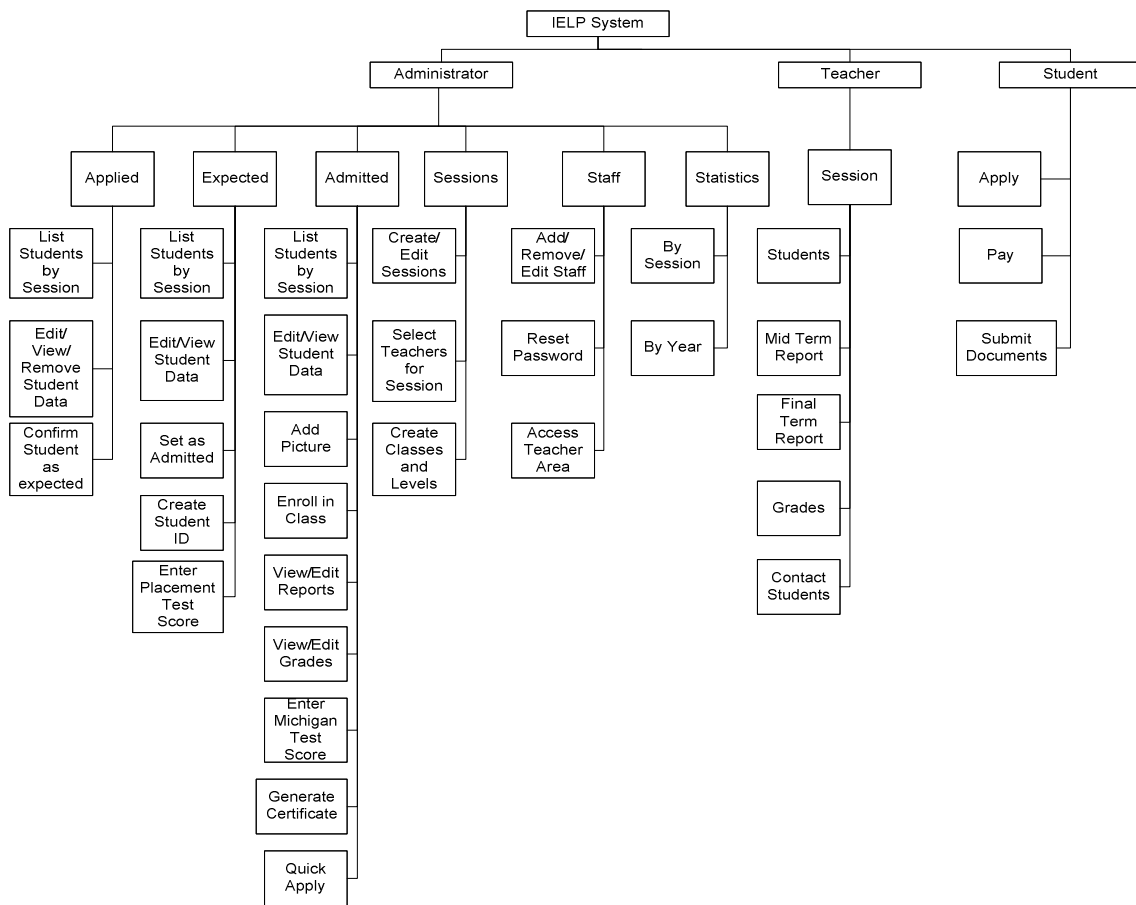 IELP System
Administrator
Teacher
Student
Applied
Expected
Admitted
Sessions
Staff
Statistics
Session
Apply
List
Students
by
Session
List
Students
by
Session
List
Students
by
Session
Create/
Edit
Sessions
Add/
Remove/
Edit Staff
By
Session
Students
Pay
Edit/
View/
Remove
Student
Data
Edit/View
Student
Data
Edit/View
Student
Data
Select
Teachers
for
Session
Reset
Password
By Year
Mid Term
Report
Submit
Documents
Confirm
Student
as
expected
Set as
Admitted
Add
Picture
Create
Classes
and
Levels
Access
Teacher
Area
Final
Term
Report
Create
Student
ID
Enroll in
Class
Grades
Enter
Placement
Test
Score
View/Edit
Reports
Contact
Students
View/Edit
Grades
Enter
Michigan
Test
Score
Generate
Certificate
Quick
Apply